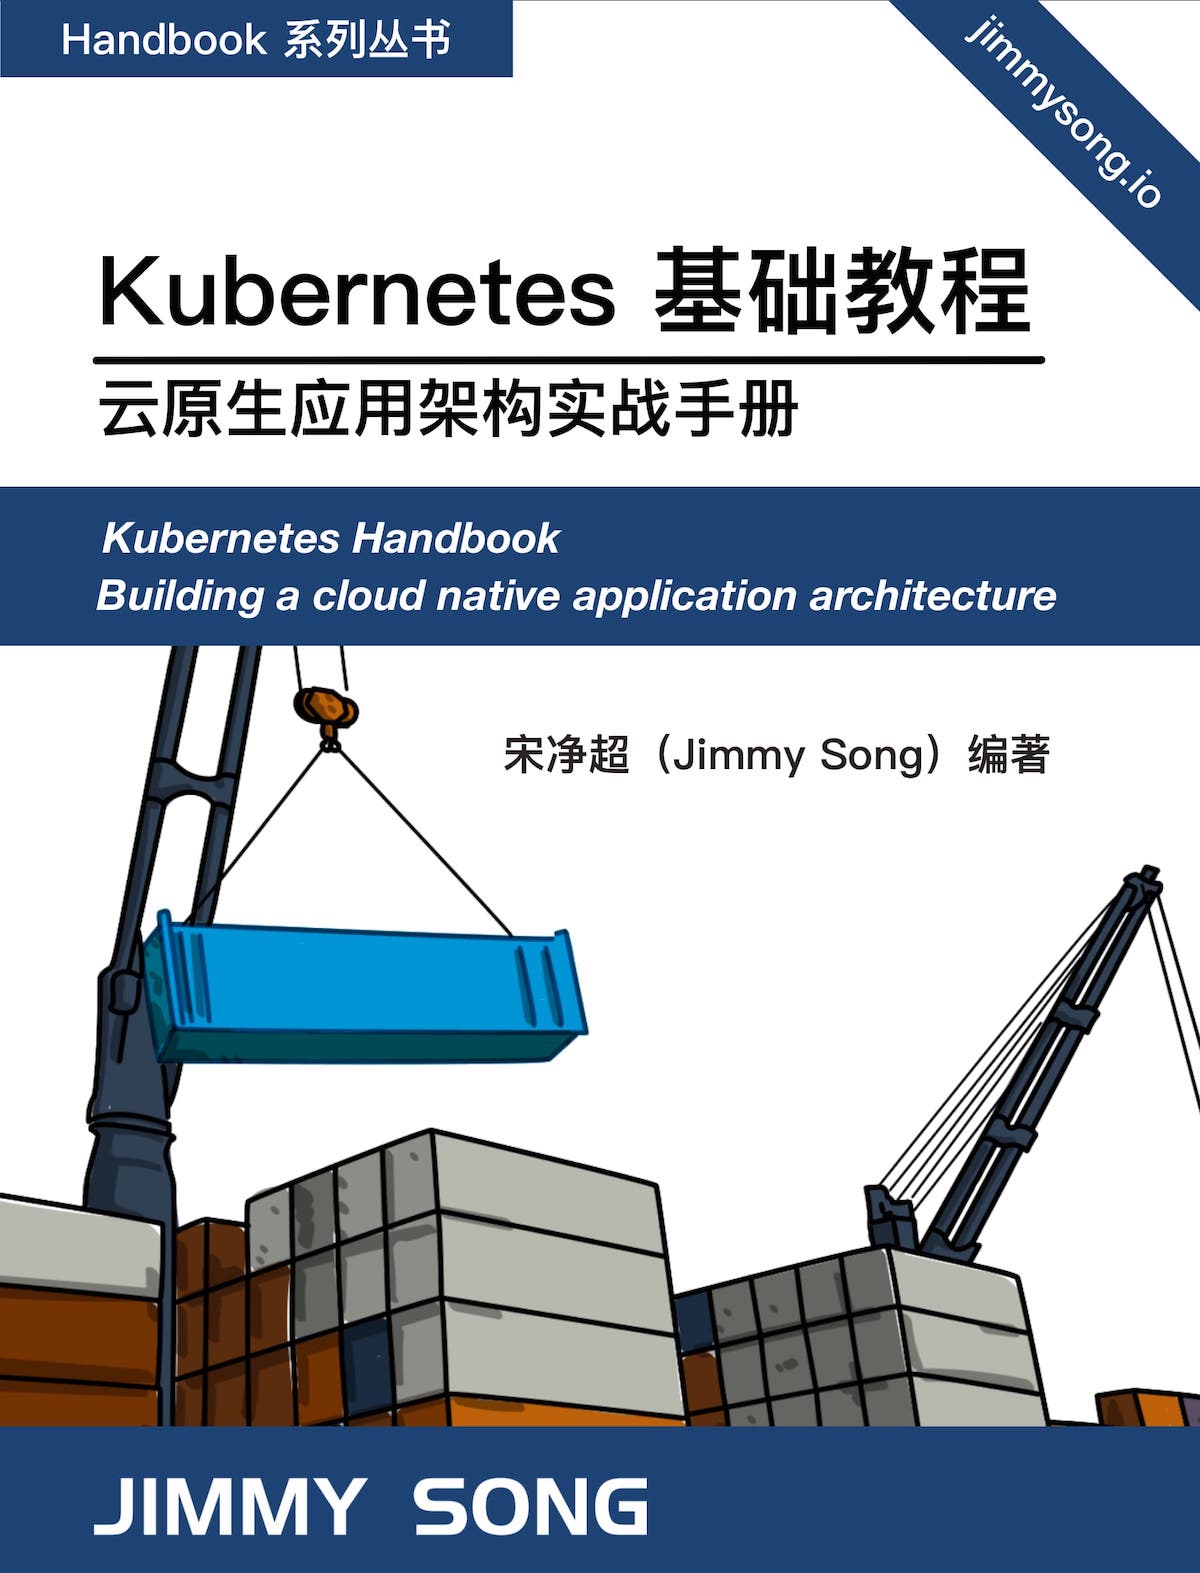 Handbook 系列丛书
jimmysong.io
Kubernetes 基础教程
云原生应用架构实战手册
Kubernetes Handbook
Building a cloud native application architecture
宋净超（Jimmy Song）编著
JIMMY SONG